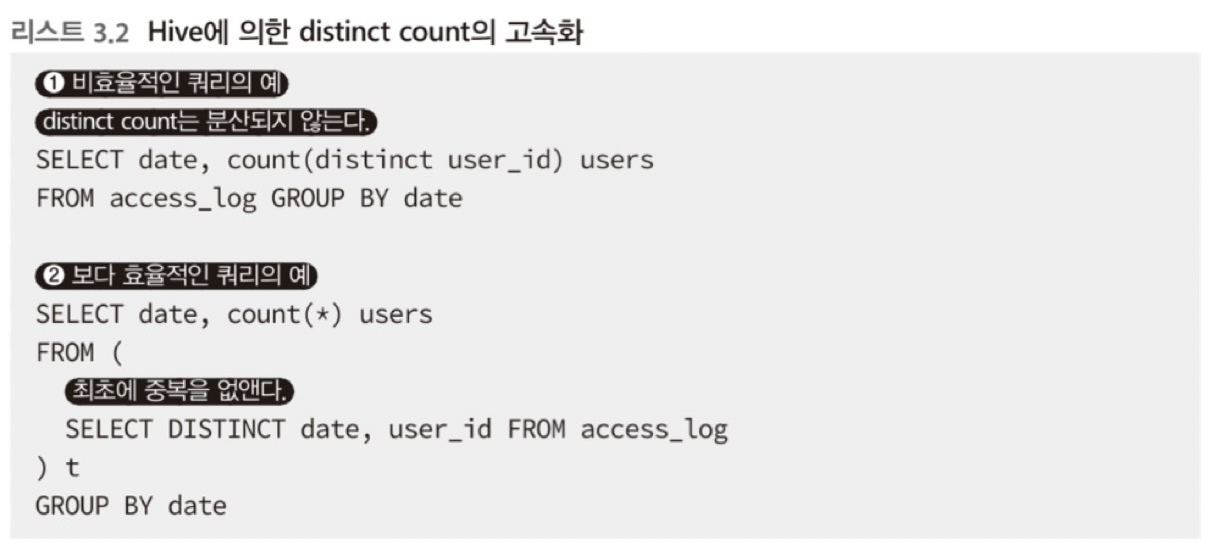 리스트 3.2 Hive에 의한 distinct count의 고속화
❶ 비효율적인 쿼리의 예
distinct count는 분산되지 않는다.
SELECT date, count(distinct user_id) users
FROM access_log GROUP BY date
❷ 보다 효율적인 쿼리의 예
SELECT date, count(*) users
FROM (
최초에 중복을 없앤다.
SELECT DISTINCT date, user_id FROM access_log
) t
GROUP BY date